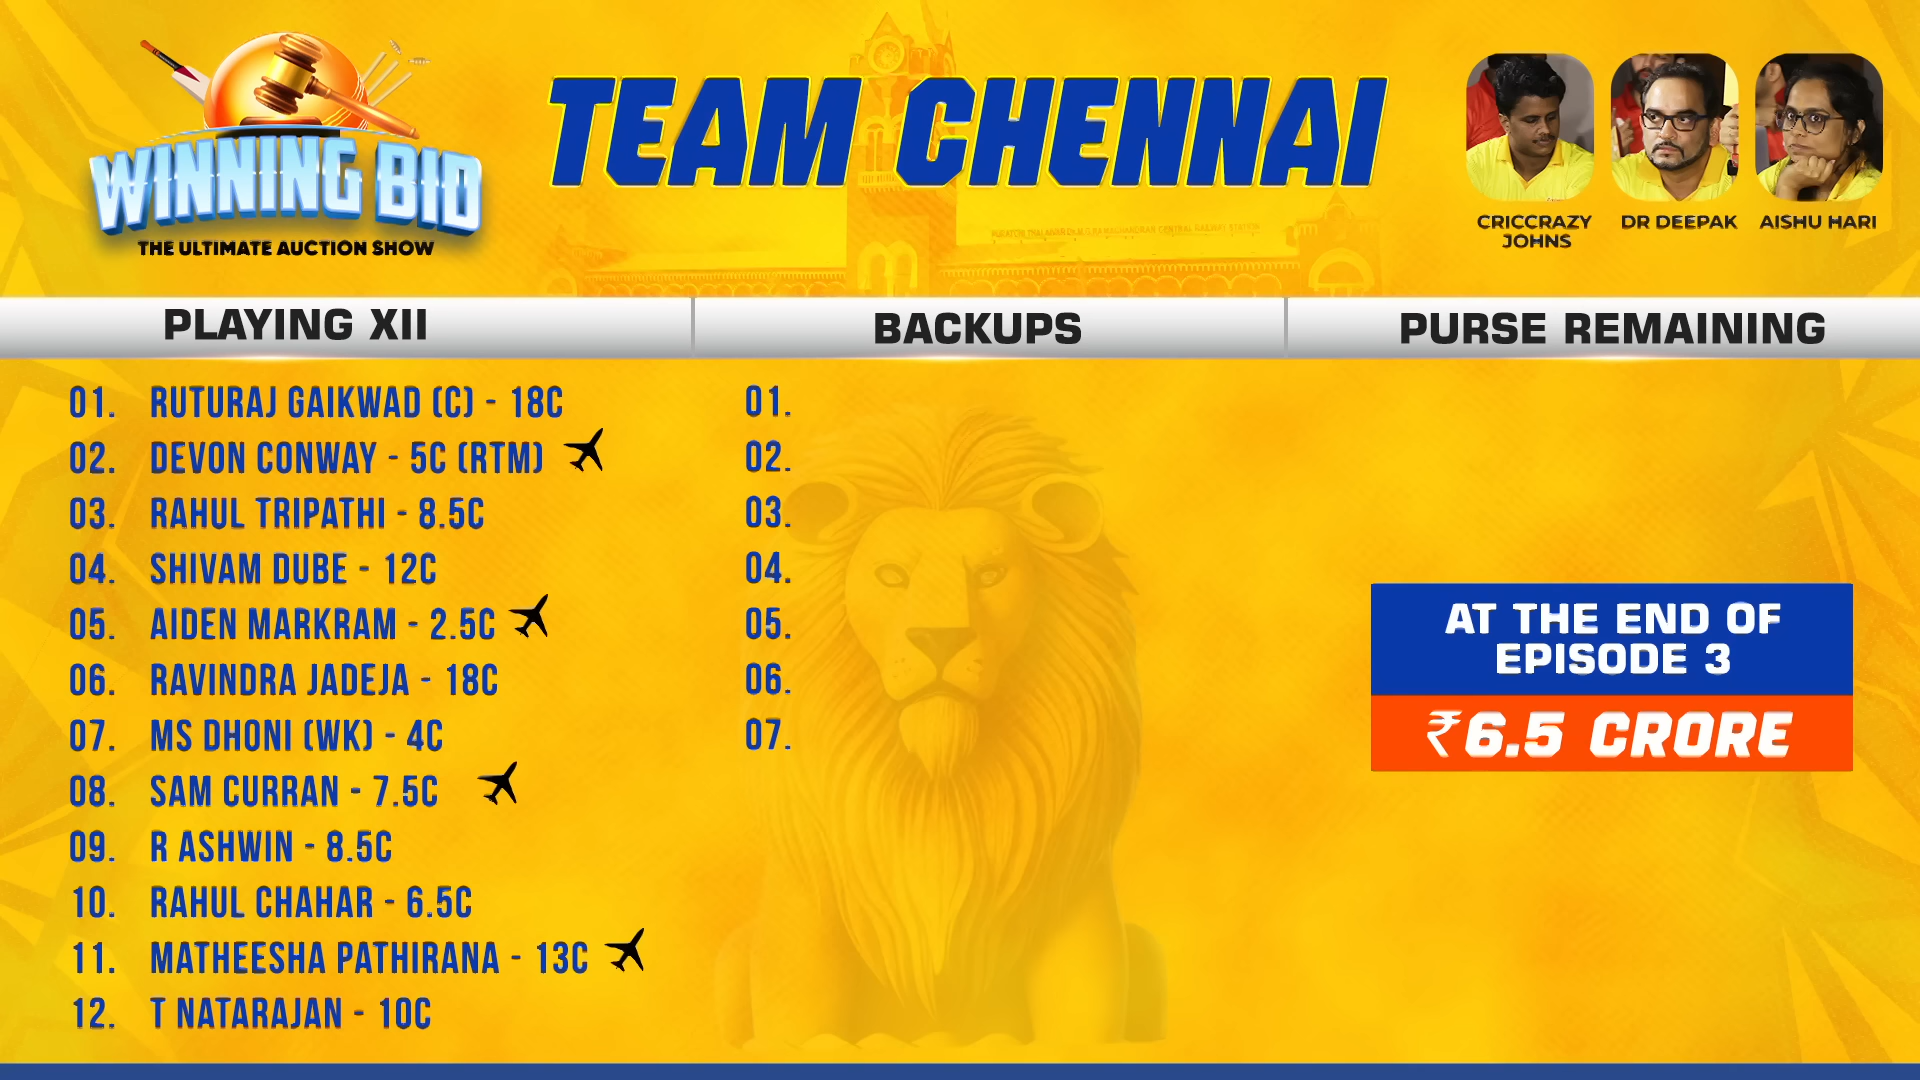 WINNING BID
THE ULTIMATE AUCTION SHOW
TEAM CHENNAI
CRICCRAZY
JOHNS
DR DEEPAK
AISHU HARI
PLAYING XII
BACKUPS
PURSE REMAINING
01. RUTURAJ GAIKWAD (C) - 18C
02. DEVON CONWAY - 5C (RTM)
03. RAHUL TRIPATHI - 8.5C
04. SHIVAM DUBE - 12C
05. AIDEN MARKRAM - 2.5C
06. RAVINDRA JADEJA - 18C
07. MS DHONI (WK) - 4C
08. SAM CURRAN - 7.5C
09. R ASHWIN - 8.5C
10. RAHUL CHAHAR - 6.5C
11. MATHEESHA PATHIRANA - 13C
12. T NATARAJAN - 10C
01.
02.
03.
04.
05.
06.
07.
AT THE END OF
EPISODE 3
₹6.5 CRORE